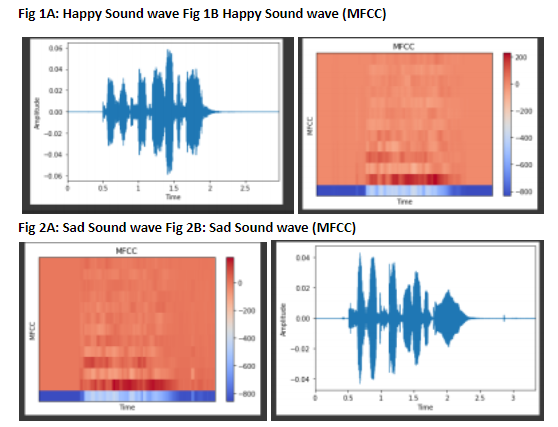 Fig 1A: Happy Sound wave Fig 1B Happy Sound wave (MFCC)
MFCC
0.06
0.04
0.02
0.00
−0.02
−0.04
−0.06
Amplitude
0 0.5 1 1.5 2 2.5
Time
MFCC
Time
200
0
−200
−400
−600
−800
Fig 2A: Sad Sound wave Fig 2B: Sad Sound wave (MFCC)
MFCC
MFCC
Time
0
−200
−400
−600
−800
0.04
0.02
0.00
−0.02
−0.04
Amplitude
0 0.5 1 1.5 2 2.5 3
Time